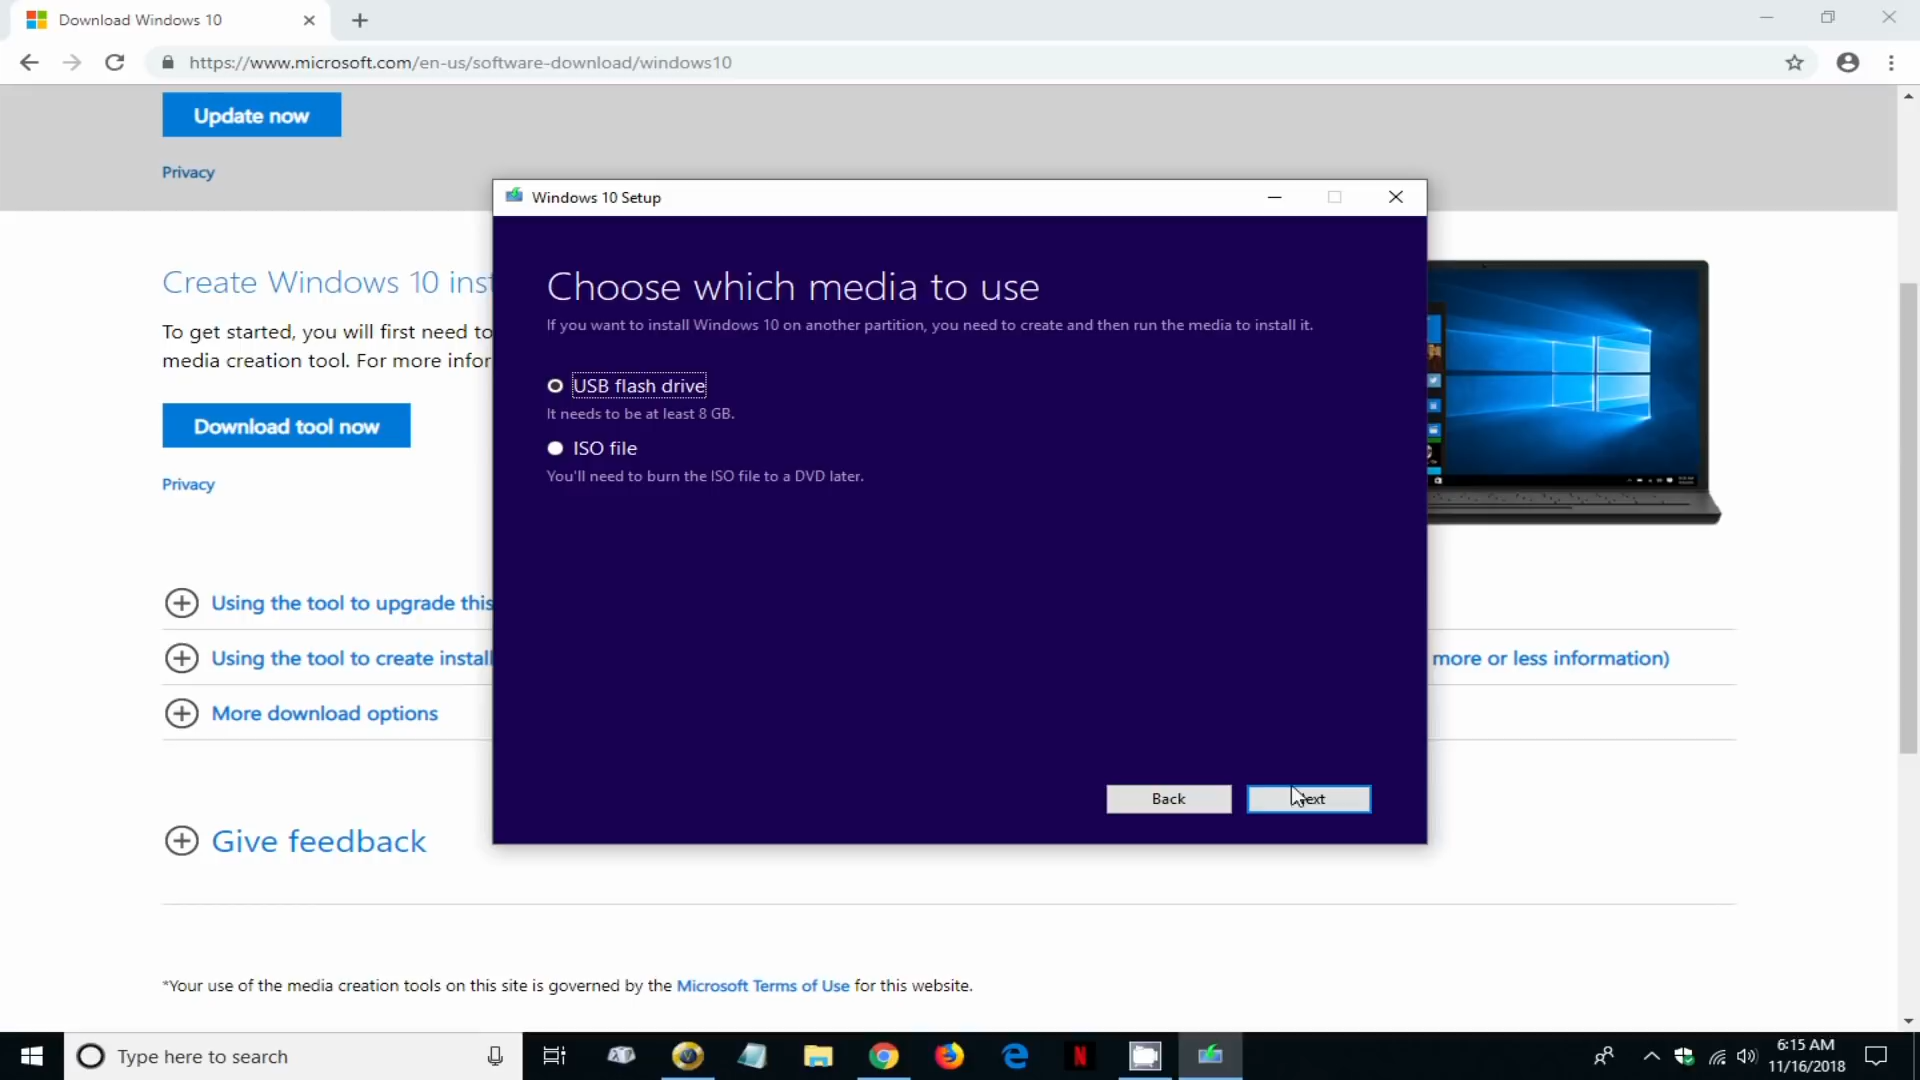 Download Windows 10
https://www.microsoft.com/en-us/software-download/windows10
Update now
Privacy
Windows 10 Setup
Create Windows 10 inst
Choose which media to use
If you want to install Windows 10 on another partition, you need to create and then run the media to install it.
To get started, you will first need to
media creation tool. For more infor
USB flash drive
It needs to be at least 8 GB.
Download tool now
ISO file
You'll need to burn the ISO file to a DVD later.
Privacy
Using the tool to upgrade this
Using the tool to create install
more or less information)
More download options
Back
ext
Give feedback
*Your use of the media creation tools on this site is governed by the Microsoft Terms of Use for this website.
Type here to search
N
6:15 AM
11/16/2018